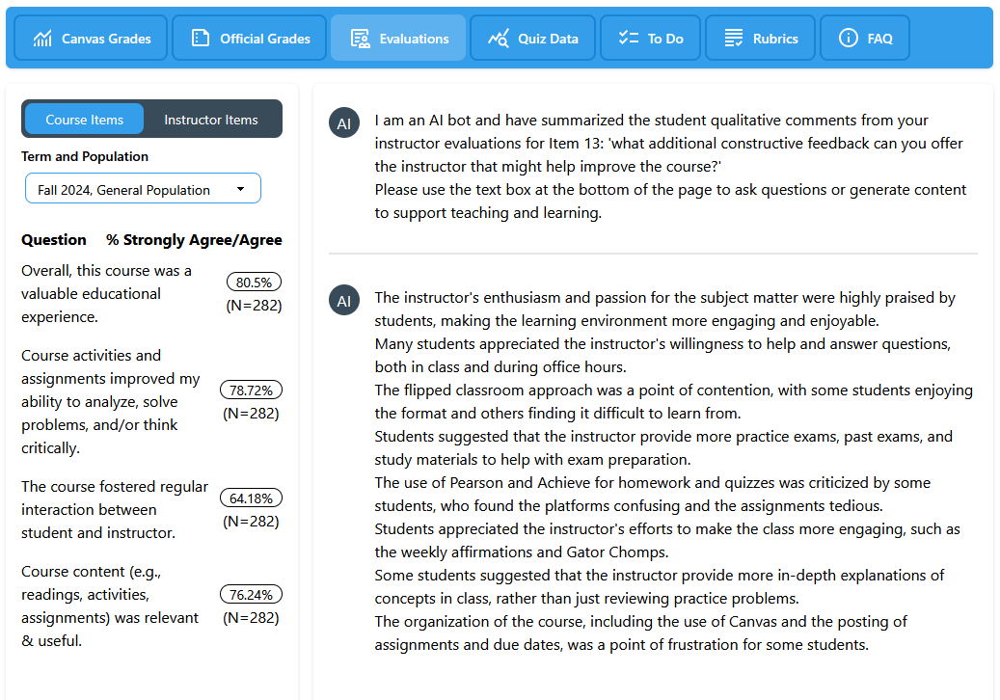 Canvas Grades
Official Grades
Evaluations
Quiz Data
To Do
Rubrics
FAQ
Course Items
Instructor Items
Term and Population
Fall 2024, General Population
Question % Strongly Agree/Agree
Overall, this course was a
valuable educational
experience.
80.5%
(N=282)
Course activities and
assignments improved my
ability to analyze, solve
problems, and/or think
critically.
78.72%
(N=282)
The course fostered regular
interaction between
student and instructor.
64.18%
(N=282)
Course content (e.g.,
readings, activities,
assignments) was relevant
& useful.
76.24%
(N=282)
AI
I am an AI bot and have summarized the student qualitative comments from your
instructor evaluations for Item 13: 'what additional constructive feedback can you offer
the instructor that might help improve the course?'
Please use the text box at the bottom of the page to ask questions or generate content
to support teaching and learning.
AI
The instructor's enthusiasm and passion for the subject matter were highly praised by
students, making the learning environment more engaging and enjoyable.
Many students appreciated the instructor's willingness to help and answer questions,
both in class and during office hours.
The flipped classroom approach was a point of contention, with some students enjoying
the format and others finding it difficult to learn from.
Students suggested that the instructor provide more practice exams, past exams, and
study materials to help with exam preparation.
The use of Pearson and Achieve for homework and quizzes was criticized by some
students, who found the platforms confusing and the assignments tedious.
Students appreciated the instructor's efforts to make the class more engaging, such as
the weekly affirmations and Gator Chomps.
Some students suggested that the instructor provide more in-depth explanations of
concepts in class, rather than just reviewing practice problems.
The organization of the course, including the use of Canvas and the posting of
assignments and due dates, was a point of frustration for some students.